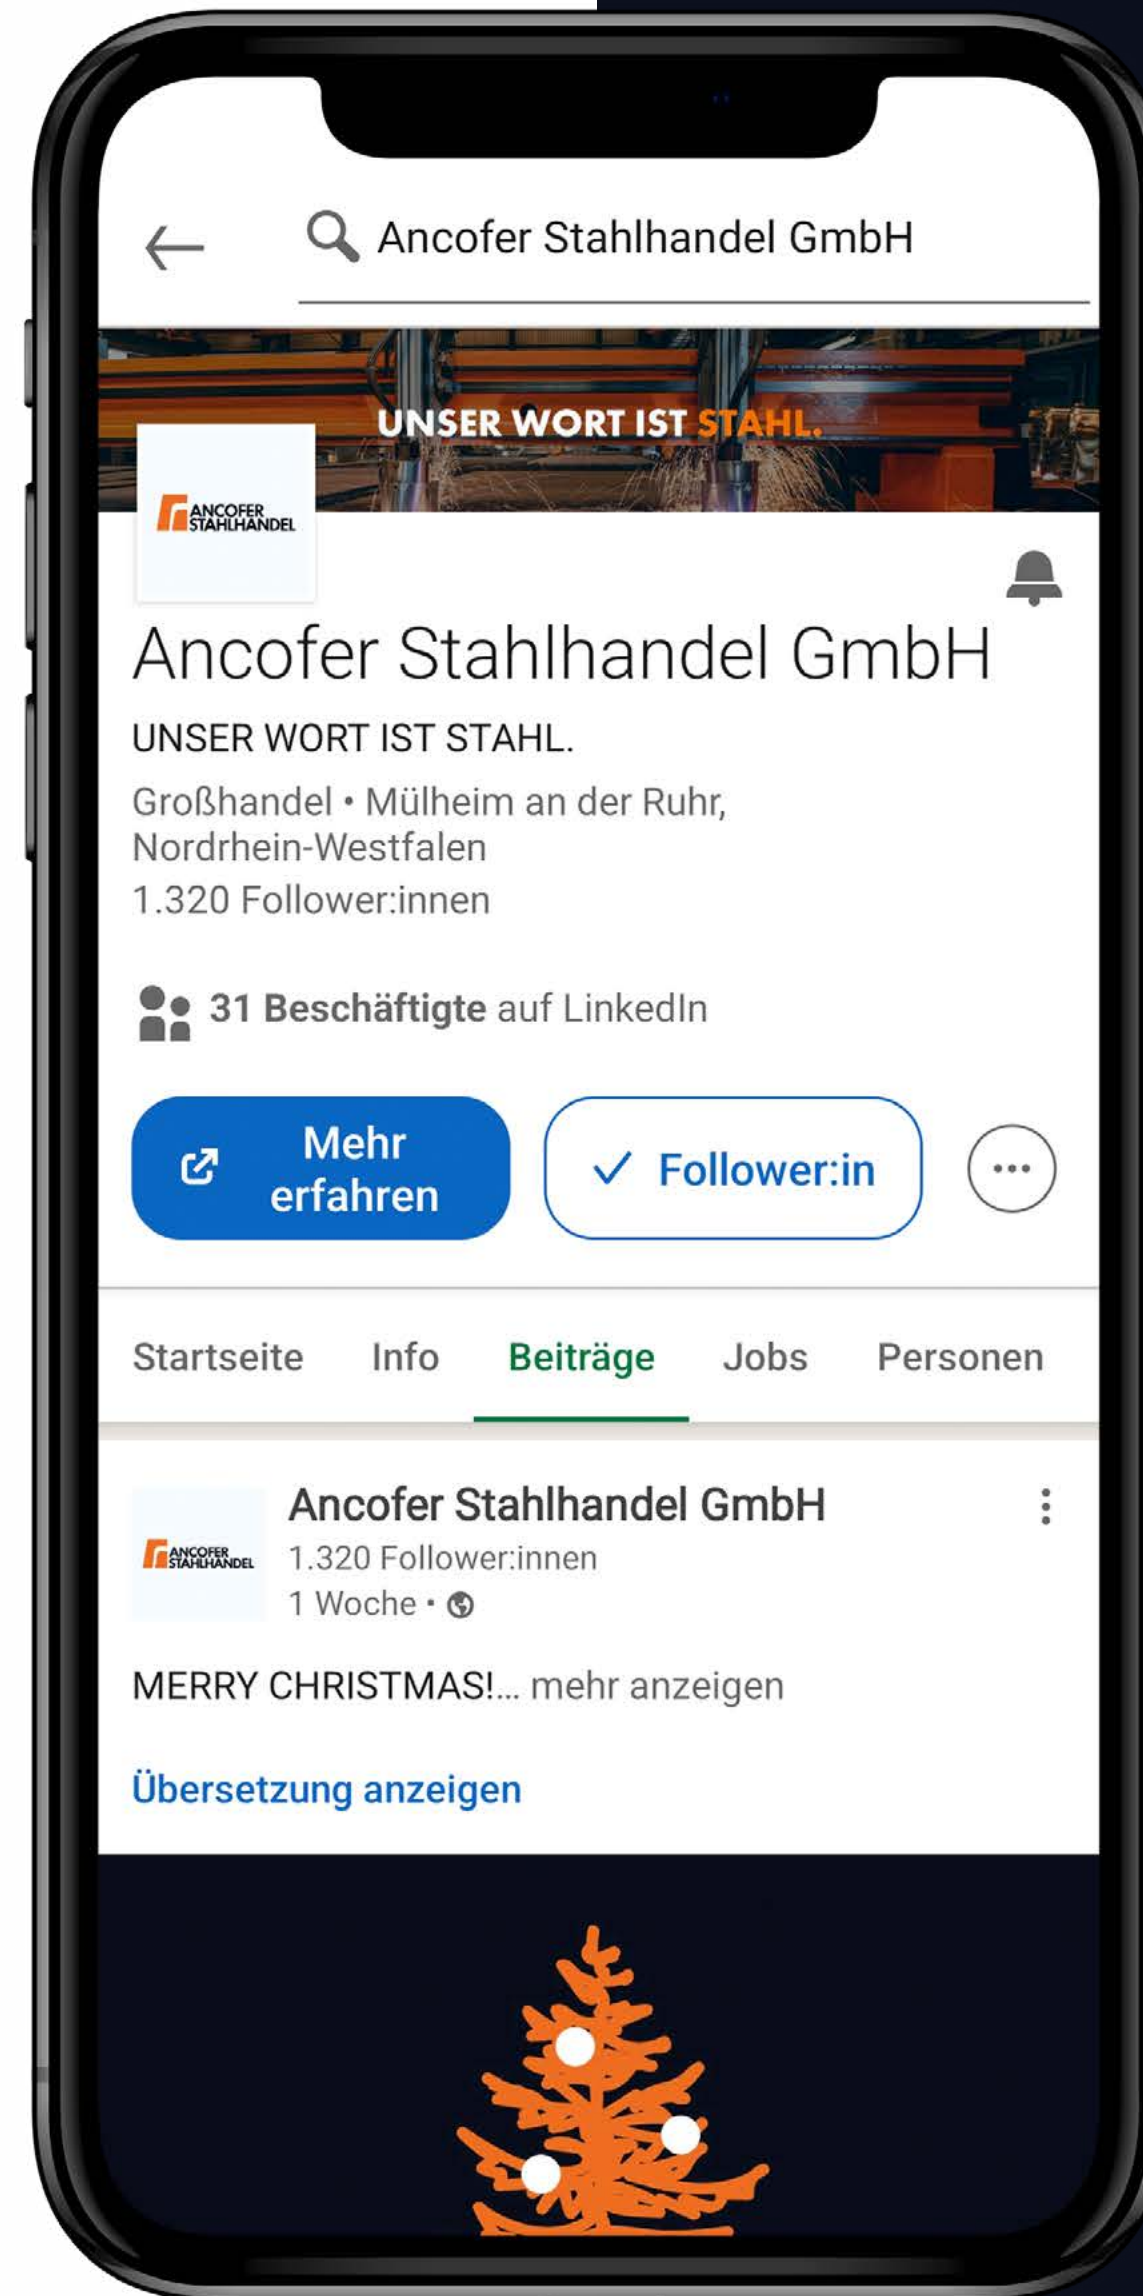 Ancofer Stahlhandel GmbH
UNSER WORT IST STAHL.
ANCOFER
STAHLHANDEL
Ancofer Stahlhandel GmbH
UNSER WORT IST STAHL.
Großhandel • Mülheim an der Ruhr,
Nordrhein-Westfalen
1.320 Follower:innen
31 Beschäftigte auf LinkedIn
Mehr
erfahren
Follower:in
Startseite Info Beiträge Jobs Personen
ANCOFER
STAHLHANDEL
Ancofer Stahlhandel GmbH
1.320 Follower:innen
1 Woche •
MERRY CHRISTMAS!... mehr anzeigen
Übersetzung anzeigen